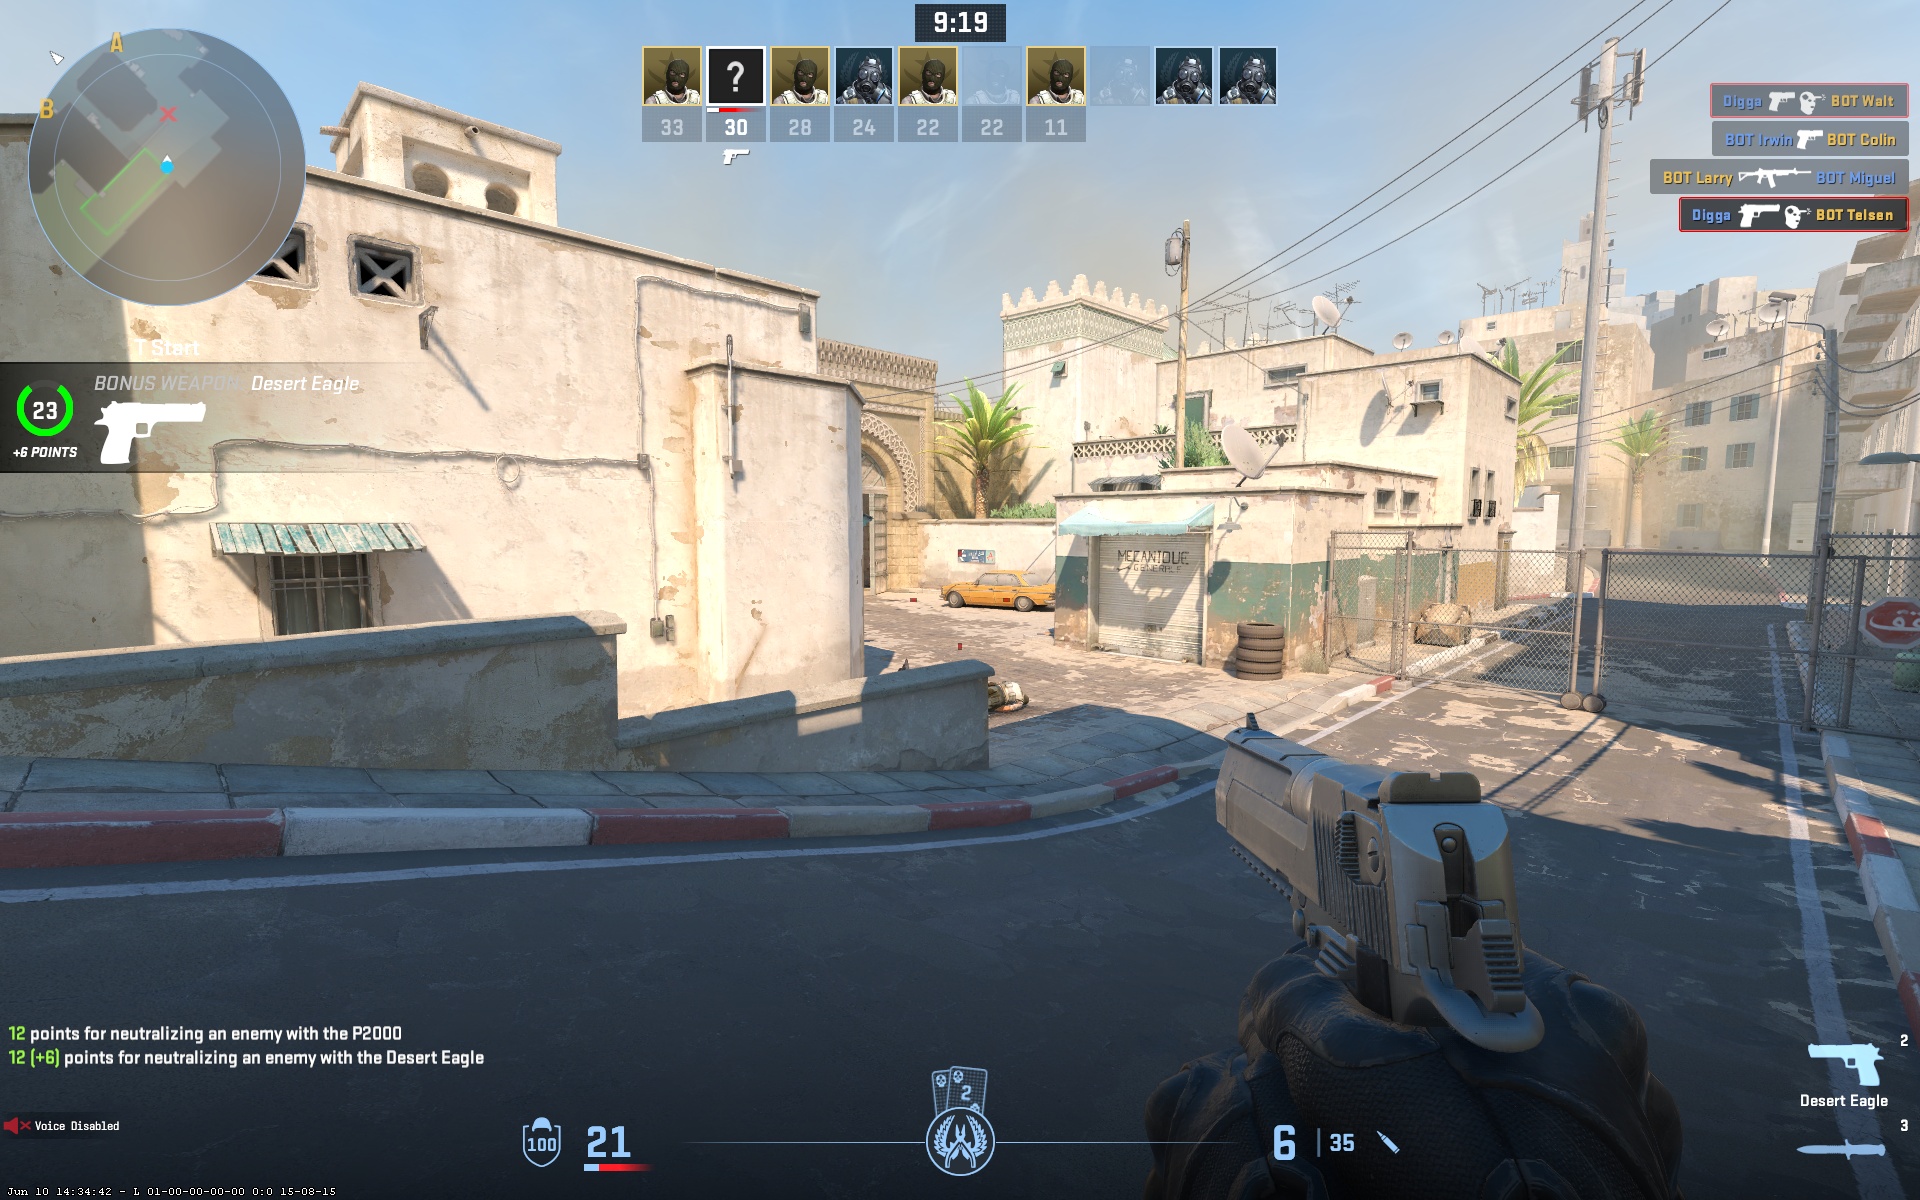 9:19
A
B
?
33 30 28 24 22 22 11
Digga BOT Walt
BOT Irwin BOT Colin
BOT Larry BOT Miguel
Digga BOT Telsen
T Start
BONUS WEAPON Desert Eagle
23
+6 POINTS
MECANIQUE
GENERALE
12 points for neutralizing an enemy with the P2000
12 (+6) points for neutralizing an enemy with the Desert Eagle
Voice Disabled
100 21
2
6 | 35
2
Desert Eagle
3
Jun 10 14:34:42 - L 01-00-00-00-00 0:0 15-08-15